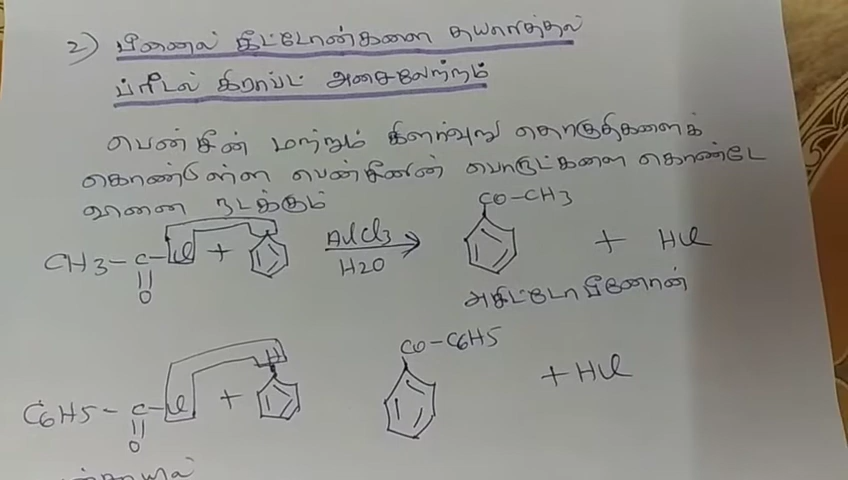 2) பீனைல் கீட்டோன்களை தயாரித்தல்
ப்ரீடல் கிராப்ட் அசைலேற்றம்
பென்சீன் மற்றும் கிளர்வுறு தொகுதிகளைக்
கொண்டுள்ள பென்சீனின் பொருட்களை கொண்டே
வினை நடக்கும்
CH3-C-Cl + AlCl3 CO-CH3 + HCl
O H2O
அசிட்டோபீனோன்
C6H5-C-Cl + H CO-C6H5 + HCl
O